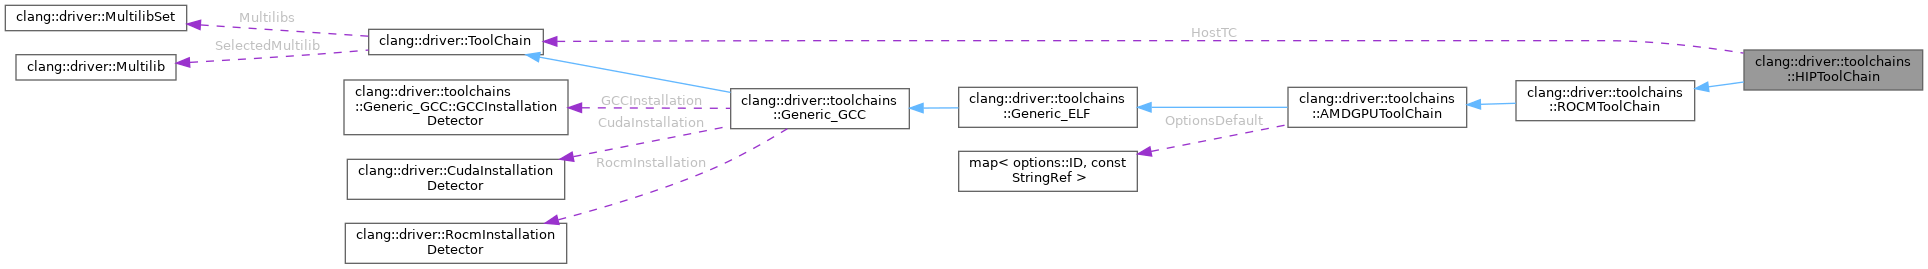 clang::driver::MultilibSet
Multilibs
SelectedMultilib
clang::driver::Multilib
clang::driver::ToolChain
HostTC
clang::driver::toolchains
::HIPToolChain
clang::driver::toolchains
::Generic_GCC::GCCInstallation
Detector
GCCInstallation
CudaInstallation
RocmInstallation
clang::driver::CudaInstallation
Detector
clang::driver::RocmInstallation
Detector
clang::driver::toolchains
::Generic_GCC
clang::driver::toolchains
::Generic_ELF
OptionsDefault
map< options::ID, const
StringRef >
clang::driver::toolchains
::AMDGPUToolChain
clang::driver::toolchains
::ROCMToolChain